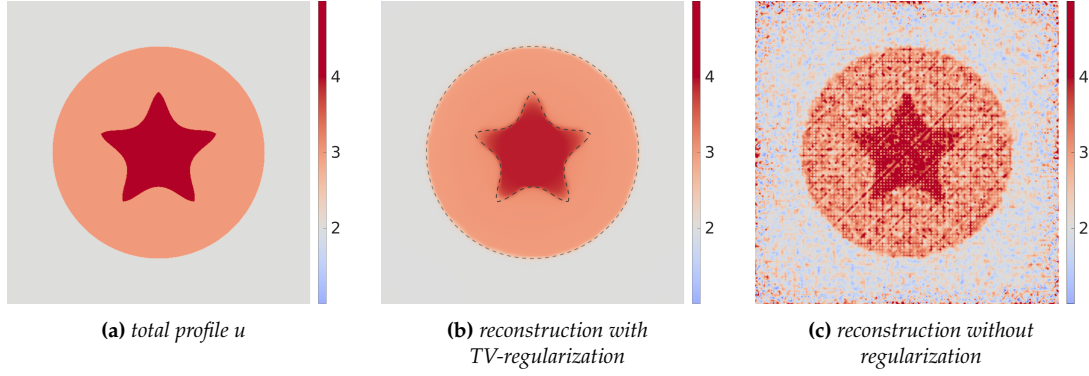 4
3
2
4
3
2
4
3
2
(a) total profile u
(b) reconstruction with
TV-regularization
(c) reconstruction without
regularization